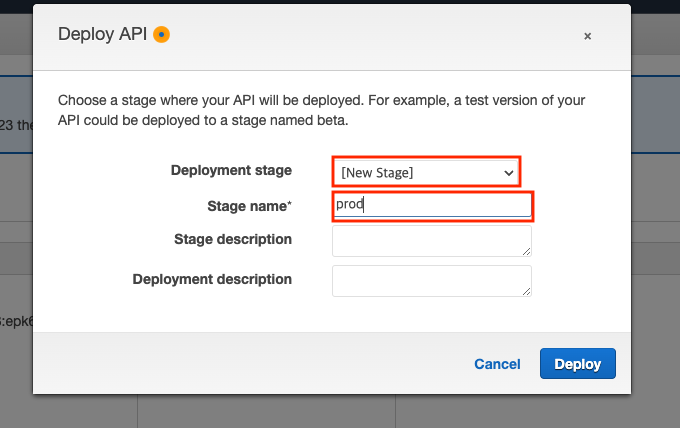 Deploy API
×
Choose a stage where your API will be deployed. For example, a test version of your
API could be deployed to a stage named beta.
23 the
Deployment stage [New Stage]
Stage name* prod
Stage description
Deployment description
:epk6
Cancel Deploy